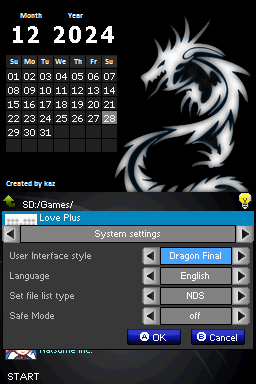 Month Year
12 2024
Su Mo Tu We Th Fr Sa
01 02 03 04 05 06 07
08 09 10 11 12 13 14
15 16 17 18 19 20 21
22 23 24 25 26 27 28
29 30 31
Created by kaz
SD:/Games/
Love Plus
System settings
User Interface style Dragon Final
Language English
Set file list type NDS
Safe Mode off
A OK B Cancel
Natsume Inc.
START